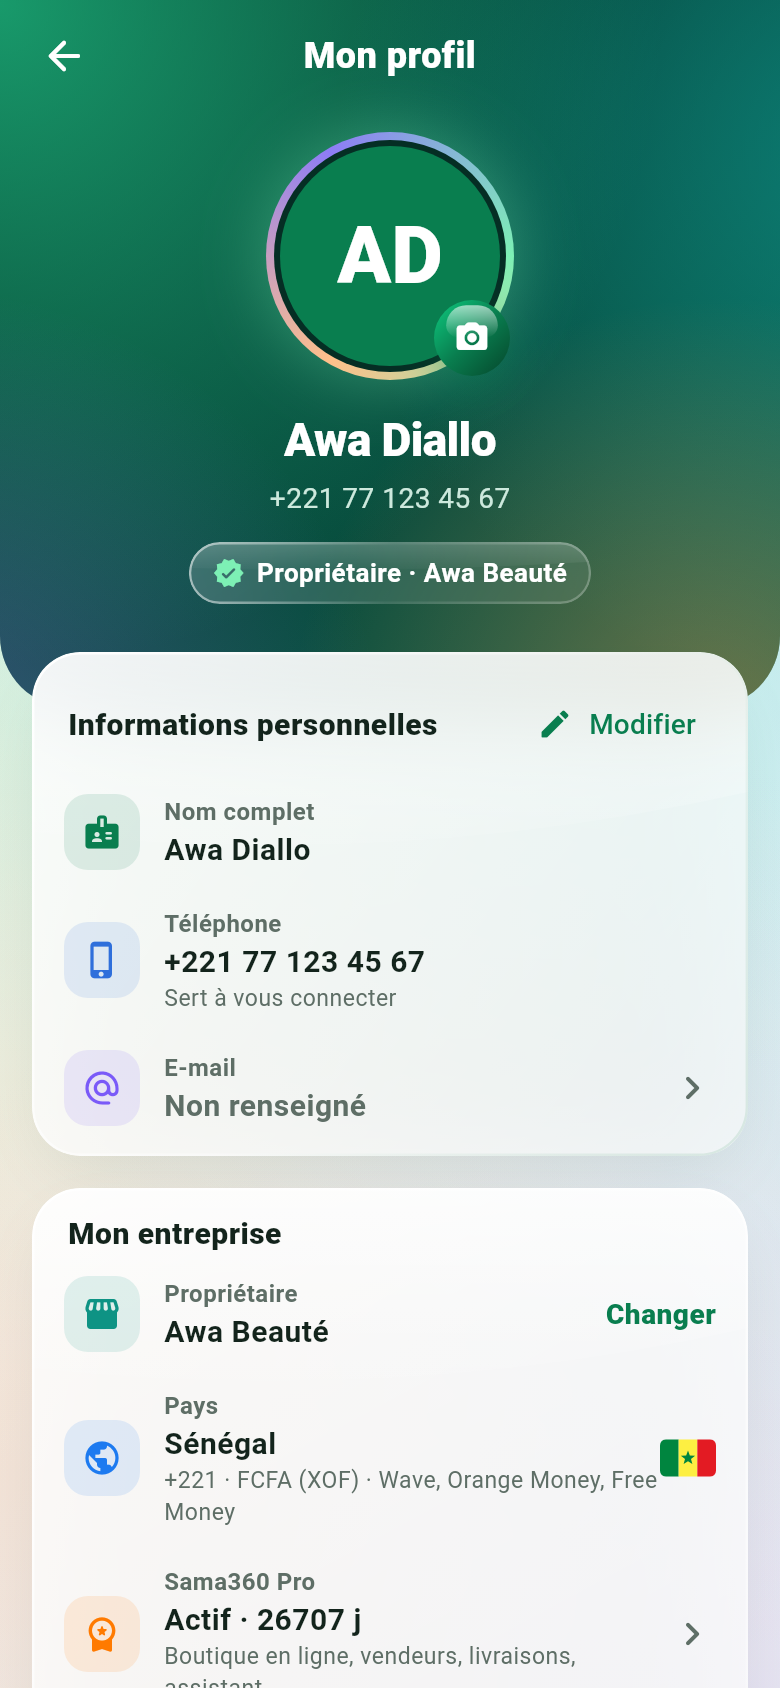 Mon profil
AD
Awa Diallo
+221 77 123 45 67
Propriétaire · Awa Beauté
Informations personnelles
Modifier
Nom complet
Awa Diallo
Téléphone
+221 77 123 45 67
Sert à vous connecter
E-mail
Non renseigné
Mon entreprise
Propriétaire
Awa Beauté
Changer
Pays
Sénégal
+221 · FCFA (XOF) · Wave, Orange Money, Free
Money
Sama360 Pro
Actif · 26707 j
Boutique en ligne, vendeurs, livraisons,
assistant